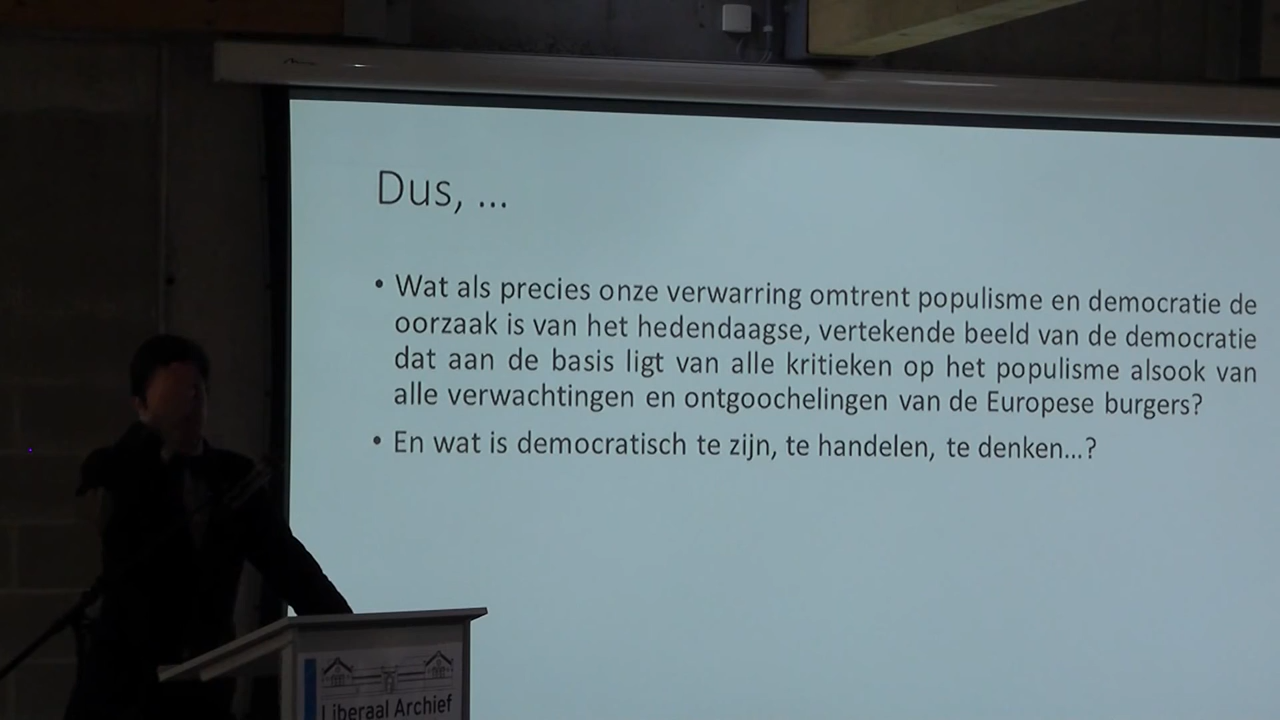 Dus, ...
• Wat als precies onze verwarring omtrent populisme en democratie de
oorzaak is van het hedendaagse, vertekende beeld van de democratie
dat aan de basis ligt van alle kritieken op het populisme alsook van
alle verwachtingen en ontgoochelingen van de Europese burgers?
• En wat is democratisch te zijn, te handelen, te denken...?
Liberaal Archief